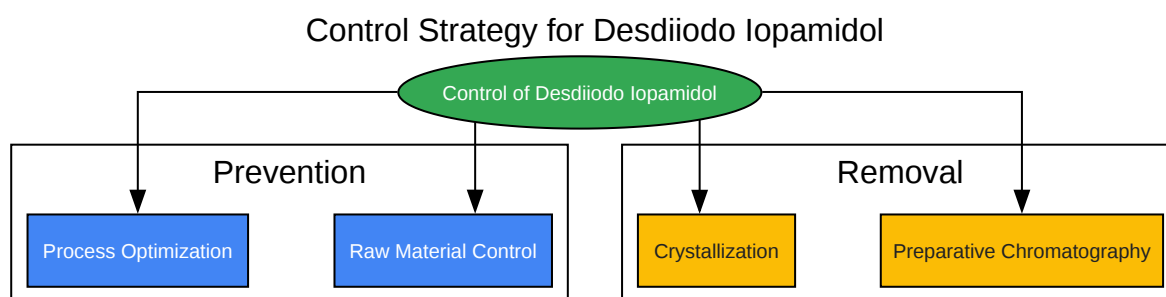 Control Strategy for Desdiiodo Iopamidol
Control of Desdiiodo Iopamidol
Prevention
Removal
Process Optimization
Raw Material Control
Crystallization
Preparative Chromatography